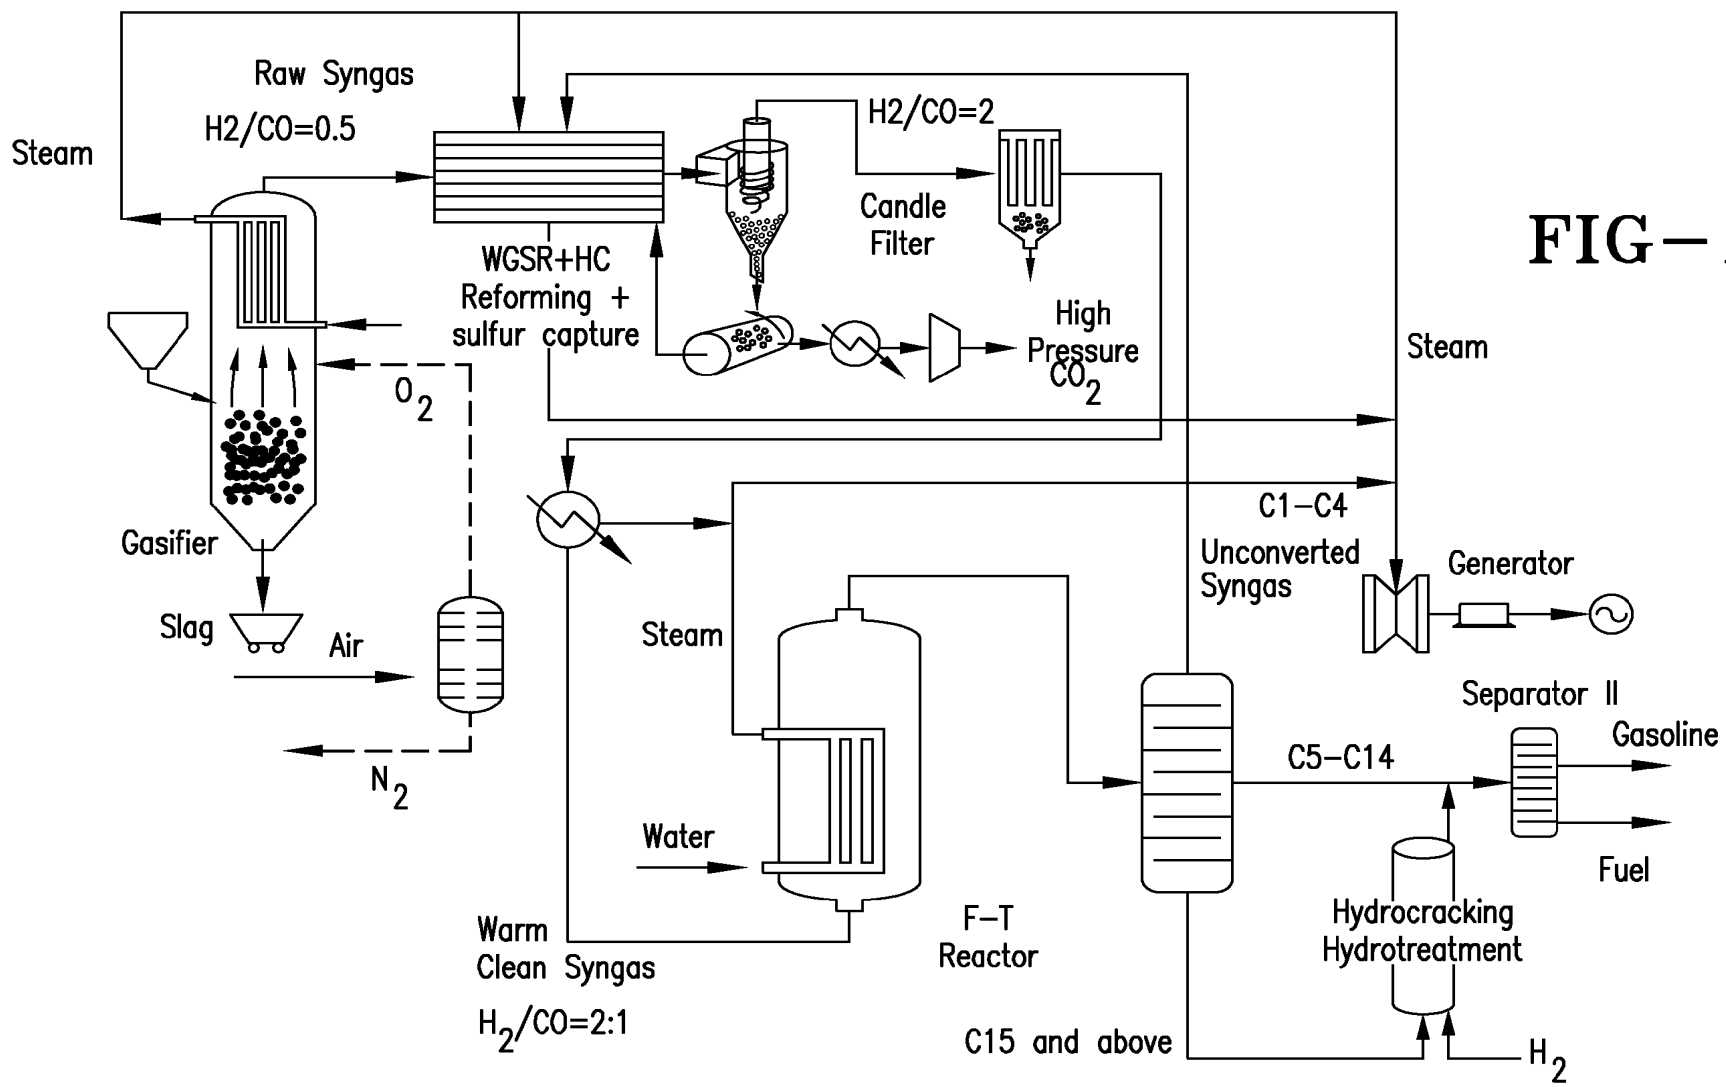 Raw Syngas
H2/CO=0.5
Steam
H2/CO=2
Candle
Filter
FIG-
WGSR+HC
Reforming +
sulfur capture
High
Pressure
CO2
Steam
O2
C1-C4
Unconverted
Syngas
Generator
Gasifier
Slag
Air
Steam
Separator II
Gasoline
C5-C14
N2
Water
Fuel
Hydrocracking
Hydrotreatment
F-T
Reactor
Warm
Clean Syngas
H2/CO=2:1
C15 and above
H2